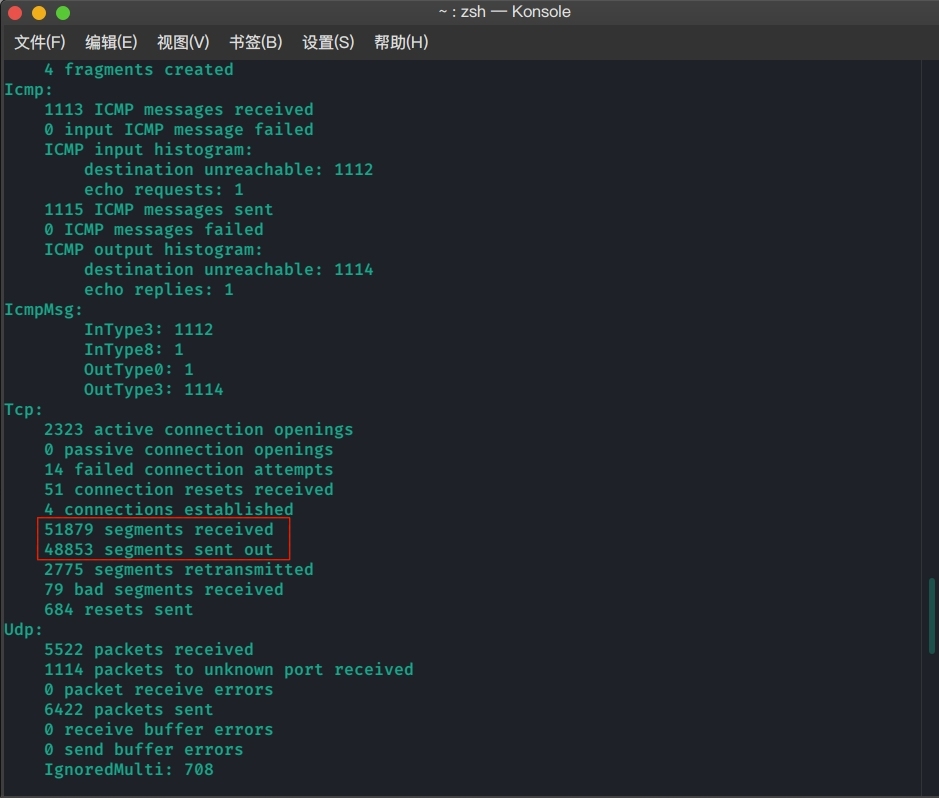 ~ : zsh — Konsole
文件(F) 编辑(E) 视图(V) 书签(B) 设置(S) 帮助(H)
4 fragments created
Icmp:
1113 ICMP messages received
0 input ICMP message failed
ICMP input histogram:
destination unreachable: 1112
echo requests: 1
1115 ICMP messages sent
0 ICMP messages failed
ICMP output histogram:
destination unreachable: 1114
echo replies: 1
IcmpMsg:
InType3: 1112
InType8: 1
OutType0: 1
OutType3: 1114
Tcp:
2323 active connection openings
0 passive connection openings
14 failed connection attempts
51 connection resets received
4 connections established
51879 segments received
48853 segments sent out
2775 segments retransmitted
79 bad segments received
684 resets sent
Udp:
5522 packets received
1114 packets to unknown port received
0 packet receive errors
6422 packets sent
0 receive buffer errors
0 send buffer errors
IgnoredMulti: 708